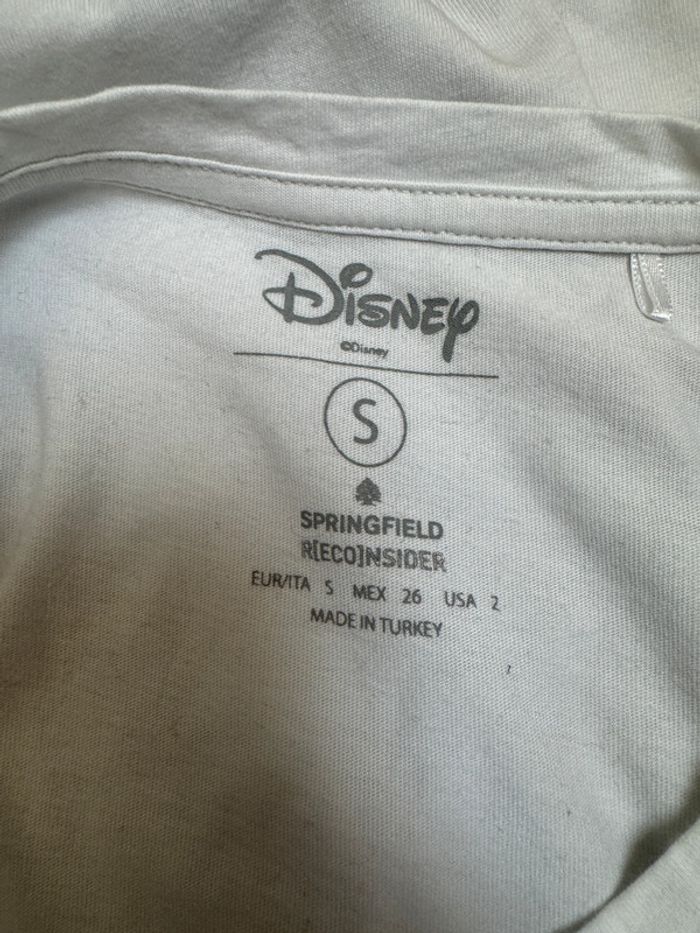 Disney
©Disney
S
SPRINGFIELD
R[ECO]NSIDER
EUR/ITA S MEX 26 USA 2
MADE IN TURKEY